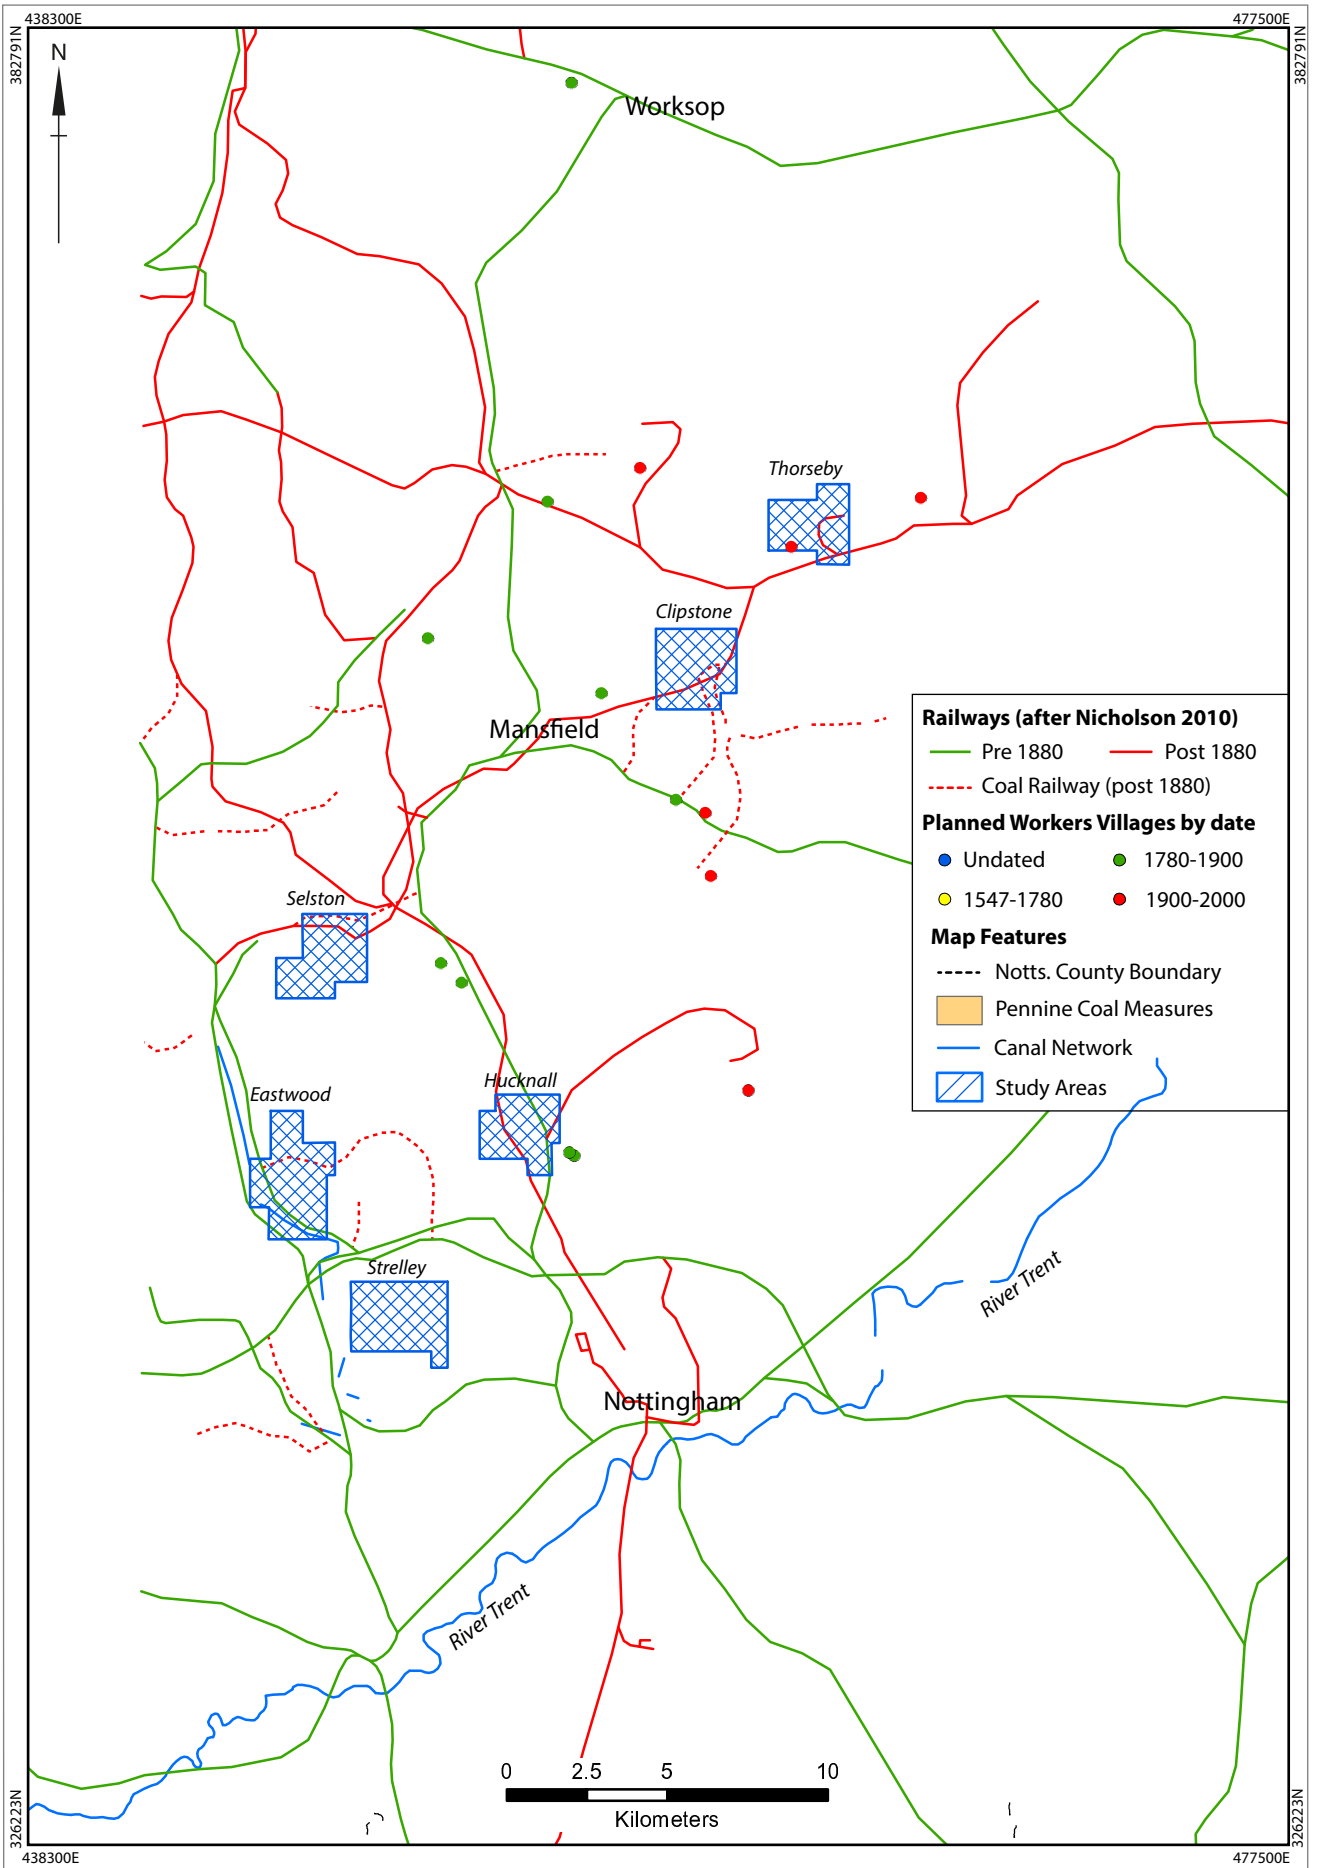 438300E
477500E
382791N
382791N
N
Worksop
Thorseby
Clipstone
Mansfield
Railways (after Nicholson 2010)
Pre 1880
Post 1880
Coal Railway (post 1880)
Planned Workers Villages by date
Undated
1780-1900
1547-1780
1900-2000
Map Features
Notts. County Boundary
Pennine Coal Measures
Canal Network
Study Areas
Selston
Hucknall
Eastwood
Strelley
River Trent
Nottingham
River Trent
0 2.5 5 10
Kilometers
326223N
326223N
438300E
477500E